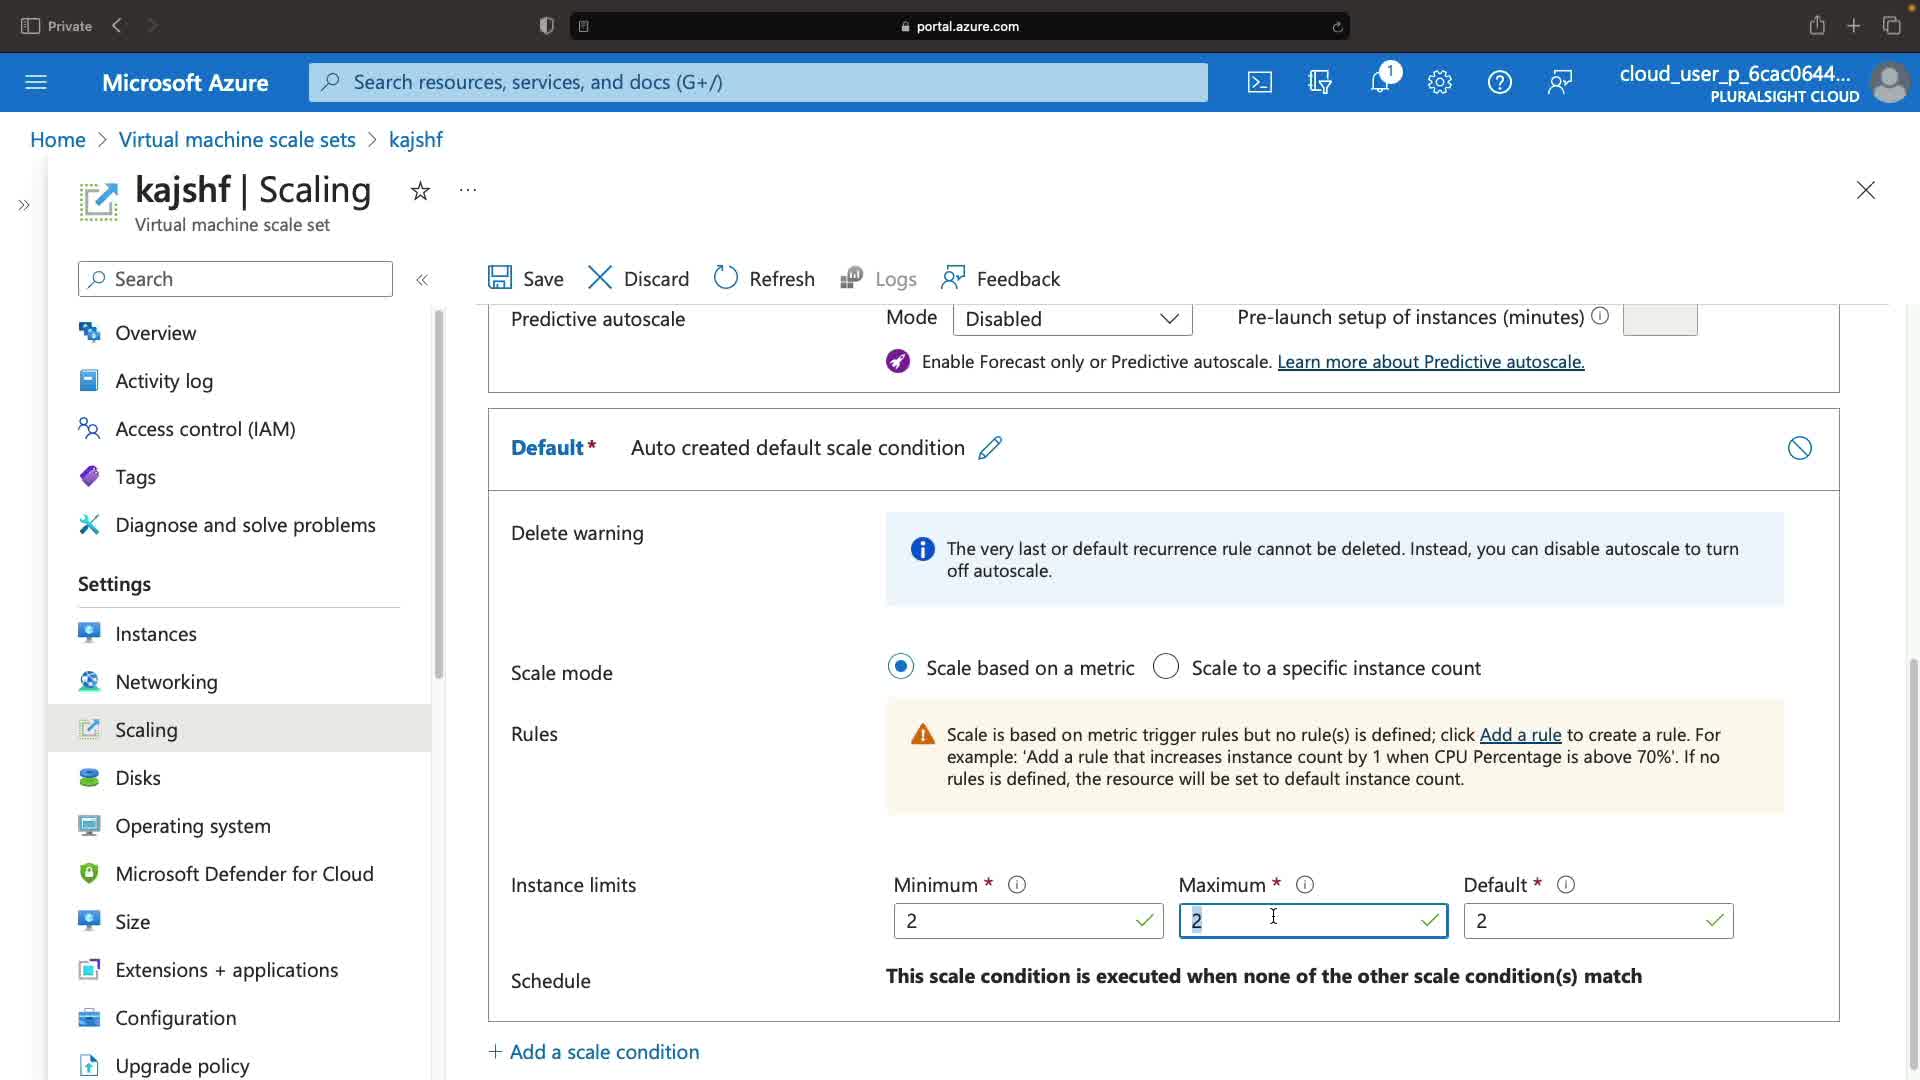 Private
portal.azure.com
Microsoft Azure
Search resources, services, and docs (G+/)
1
cloud_user_p_6cac0644...
PLURALSIGHT CLOUD
Home > Virtual machine scale sets > kajshf
kajshf | Scaling
Virtual machine scale set
Search
Save
Discard
Refresh
Logs
Feedback
Overview
Activity log
Access control (IAM)
Tags
Diagnose and solve problems
Settings
Instances
Networking
Scaling
Disks
Operating system
Microsoft Defender for Cloud
Size
Extensions + applications
Configuration
Upgrade policy
Predictive autoscale
Mode
Disabled
Pre-launch setup of instances (minutes)
Enable Forecast only or Predictive autoscale. Learn more about Predictive autoscale.
Default* Auto created default scale condition
Delete warning
The very last or default recurrence rule cannot be deleted. Instead, you can disable autoscale to turn
off autoscale.
Scale mode
Scale based on a metric
Scale to a specific instance count
Rules
Scale is based on metric trigger rules but no rule(s) is defined; click Add a rule to create a rule. For
example: 'Add a rule that increases instance count by 1 when CPU Percentage is above 70%'. If no
rules is defined, the resource will be set to default instance count.
Instance limits
Minimum *
2
Maximum *
2
Default *
2
Schedule
This scale condition is executed when none of the other scale condition(s) match
+ Add a scale condition